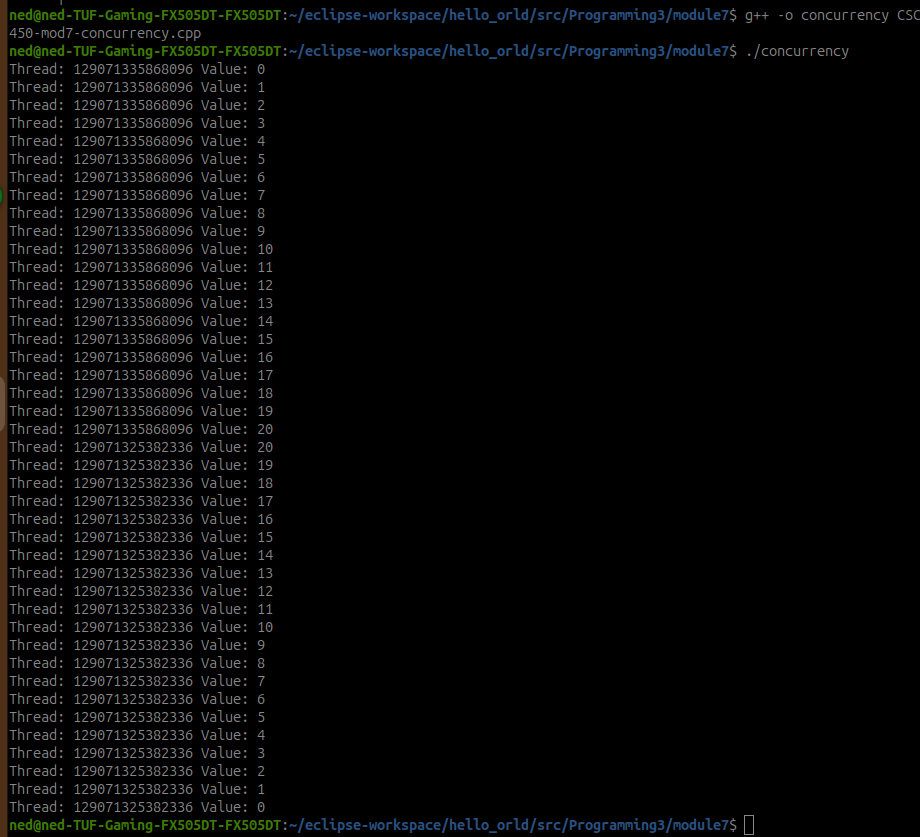 ned@ned-TUF-Gaming-FX505DT-FX505DT:~/eclipse-workspace/hello_orld/src/Programming3/module7$ g++ -o concurrency CSC
450-mod7-concurrency.cpp
ned@ned-TUF-Gaming-FX505DT-FX505DT:~/eclipse-workspace/hello_orld/src/Programming3/module7$ ./concurrency
Thread: 129071335868096 Value: 0
Thread: 129071335868096 Value: 1
Thread: 129071335868096 Value: 2
Thread: 129071335868096 Value: 3
Thread: 129071335868096 Value: 4
Thread: 129071335868096 Value: 5
Thread: 129071335868096 Value: 6
Thread: 129071335868096 Value: 7
Thread: 129071335868096 Value: 8
Thread: 129071335868096 Value: 9
Thread: 129071335868096 Value: 10
Thread: 129071335868096 Value: 11
Thread: 129071335868096 Value: 12
Thread: 129071335868096 Value: 13
Thread: 129071335868096 Value: 14
Thread: 129071335868096 Value: 15
Thread: 129071335868096 Value: 16
Thread: 129071335868096 Value: 17
Thread: 129071335868096 Value: 18
Thread: 129071335868096 Value: 19
Thread: 129071335868096 Value: 20
Thread: 129071325382336 Value: 20
Thread: 129071325382336 Value: 19
Thread: 129071325382336 Value: 18
Thread: 129071325382336 Value: 17
Thread: 129071325382336 Value: 16
Thread: 129071325382336 Value: 15
Thread: 129071325382336 Value: 14
Thread: 129071325382336 Value: 13
Thread: 129071325382336 Value: 12
Thread: 129071325382336 Value: 11
Thread: 129071325382336 Value: 10
Thread: 129071325382336 Value: 9
Thread: 129071325382336 Value: 8
Thread: 129071325382336 Value: 7
Thread: 129071325382336 Value: 6
Thread: 129071325382336 Value: 5
Thread: 129071325382336 Value: 4
Thread: 129071325382336 Value: 3
Thread: 129071325382336 Value: 2
Thread: 129071325382336 Value: 1
Thread: 129071325382336 Value: 0
ned@ned-TUF-Gaming-FX505DT-FX505DT:~/eclipse-workspace/hello_orld/src/Programming3/module7$